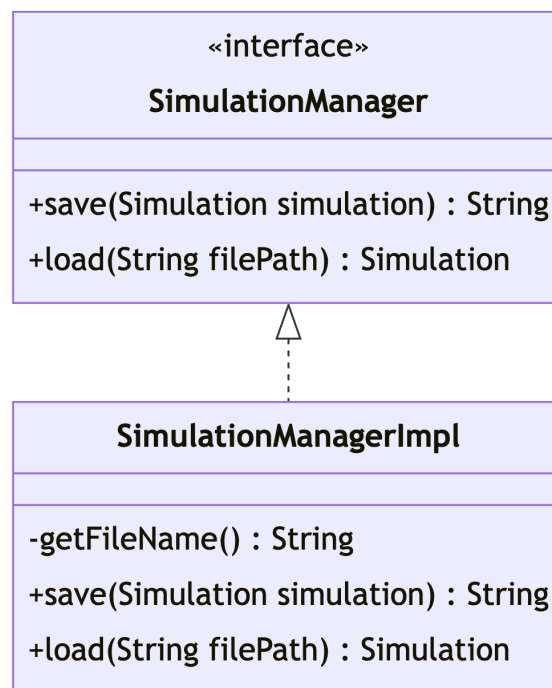 «interface»
SimulationManager
+save(Simulation simulation) : String
+load(String filePath) : Simulation
SimulationManagerImpl
-getFileName() : String
+save(Simulation simulation) : String
+load(String filePath) : Simulation